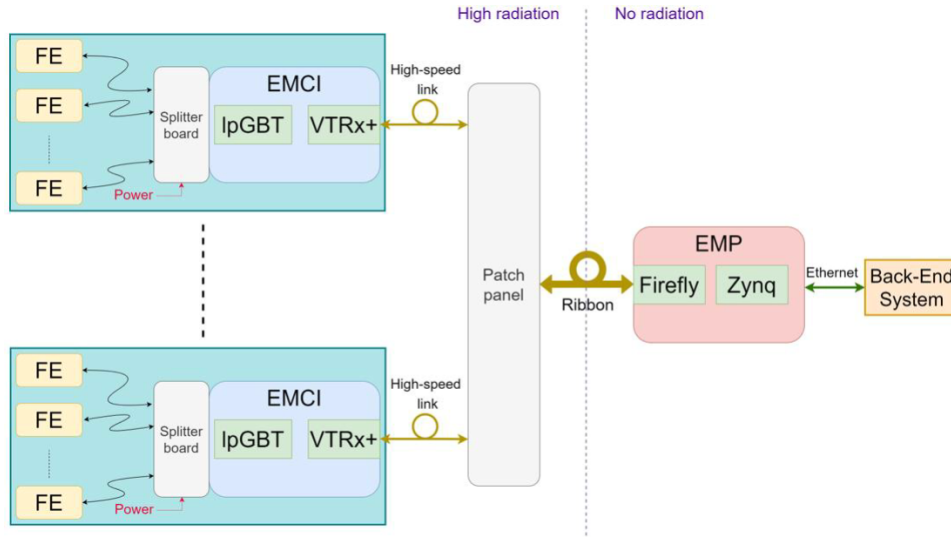 High radiation
No radiation
FE
FE
FE
Splitter
board
Power
EMCI
lpGBT
VTRx+
High-speed
link
Patch
panel
Ribbon
EMP
Firefly
Zynq
Ethernet
Back-End
System
FE
FE
FE
Splitter
board
Power
EMCI
lpGBT
VTRx+
High-speed
link